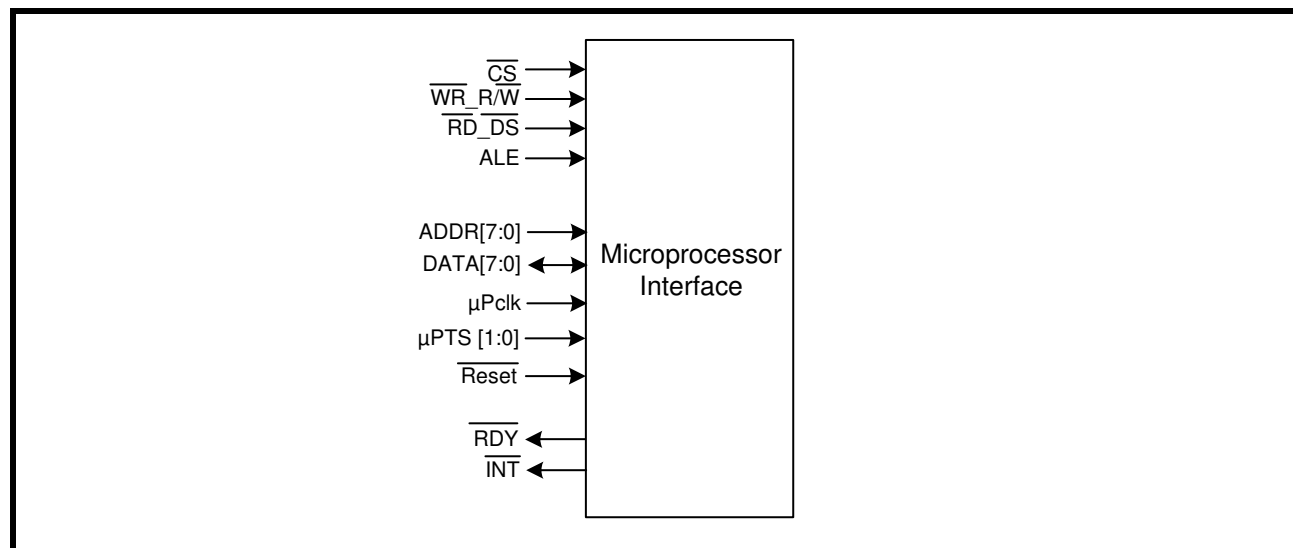 CS
WR_R/W
RD_DS
ALE
ADDR[7:0]
DATA[7:0]
µPclk
µPTS [1:0]
Reset
RDY
INT
Microprocessor
Interface